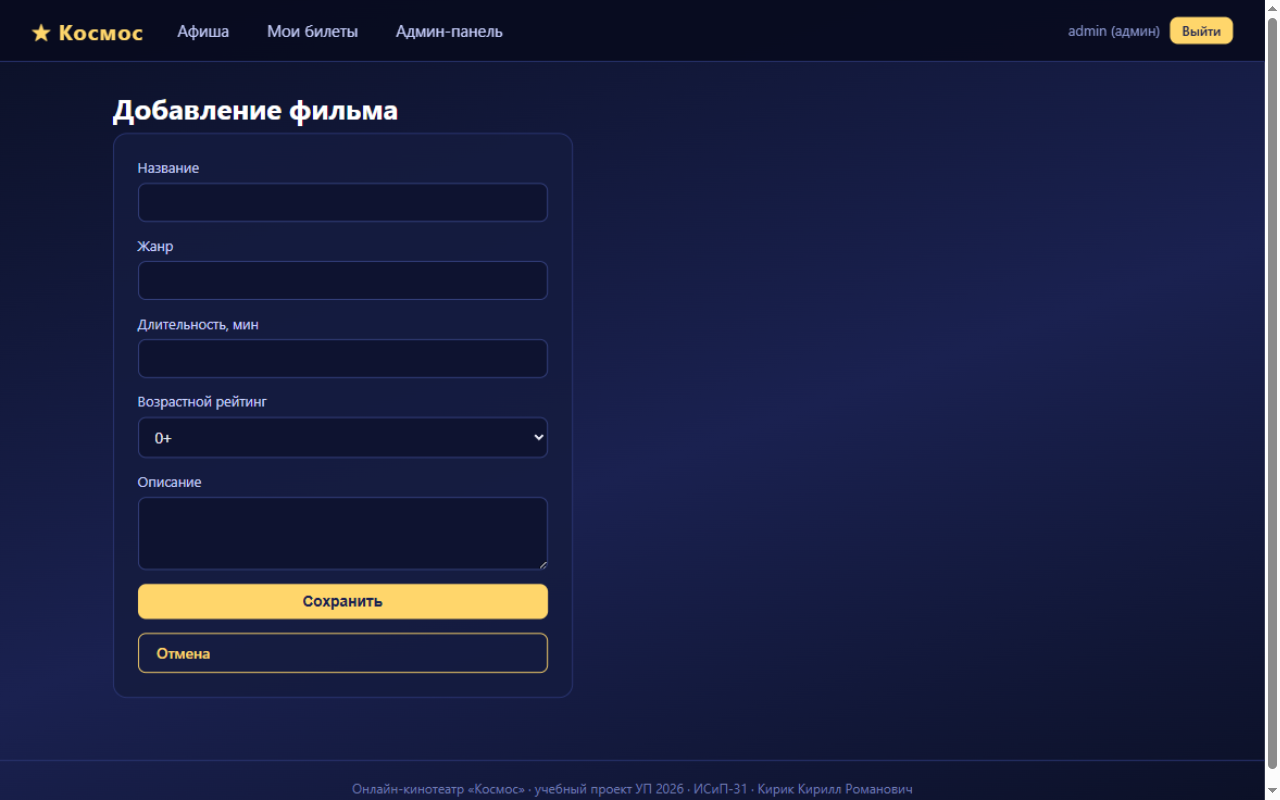 ★ Космос Афиша Мои билеты Админ-панель admin (админ) Выйти
Добавление фильма
Название
Жанр
Длительность, мин
Возрастной рейтинг
0+
Описание
Сохранить
Отмена
Онлайн-кинотеатр «Космос» · учебный проект УП 2026 · ИСиП-31 · Кирик Кирилл Романович